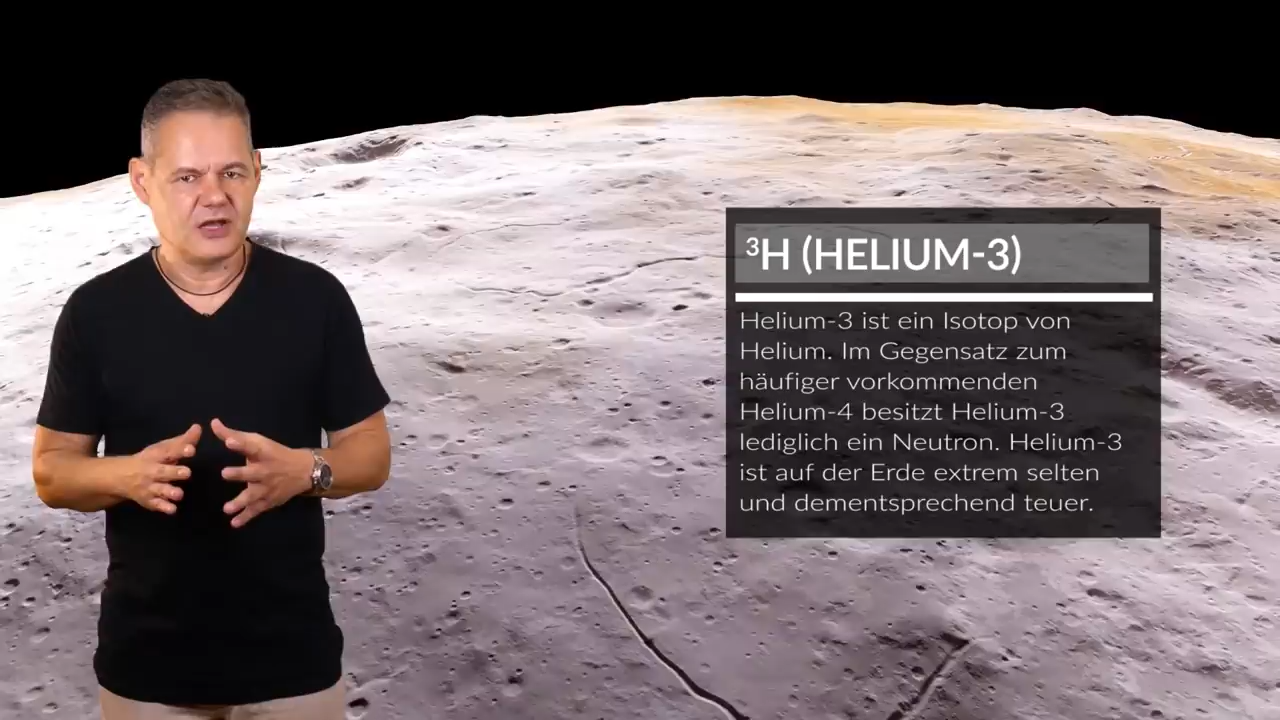 ³H (HELIUM-3)
Helium-3 ist ein Isotop von
Helium. Im Gegensatz zum
häufiger vorkommenden
Helium-4 besitzt Helium-3
lediglich ein Neutron. Helium-3
ist auf der Erde extrem selten
und dementsprechend teuer.